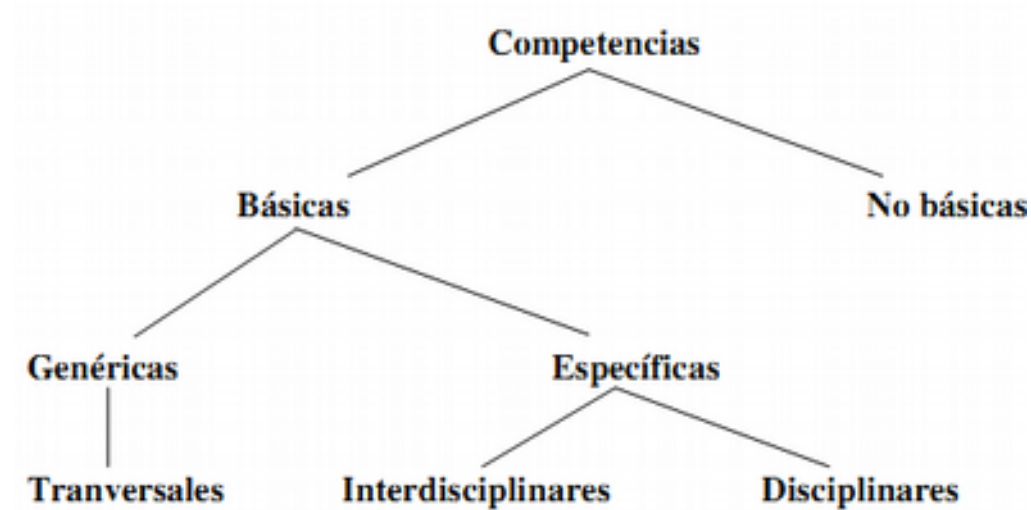 Competencias
Básicas No básicas
Genéricas Específicas
Tranversales Interdisciplinares Disciplinares